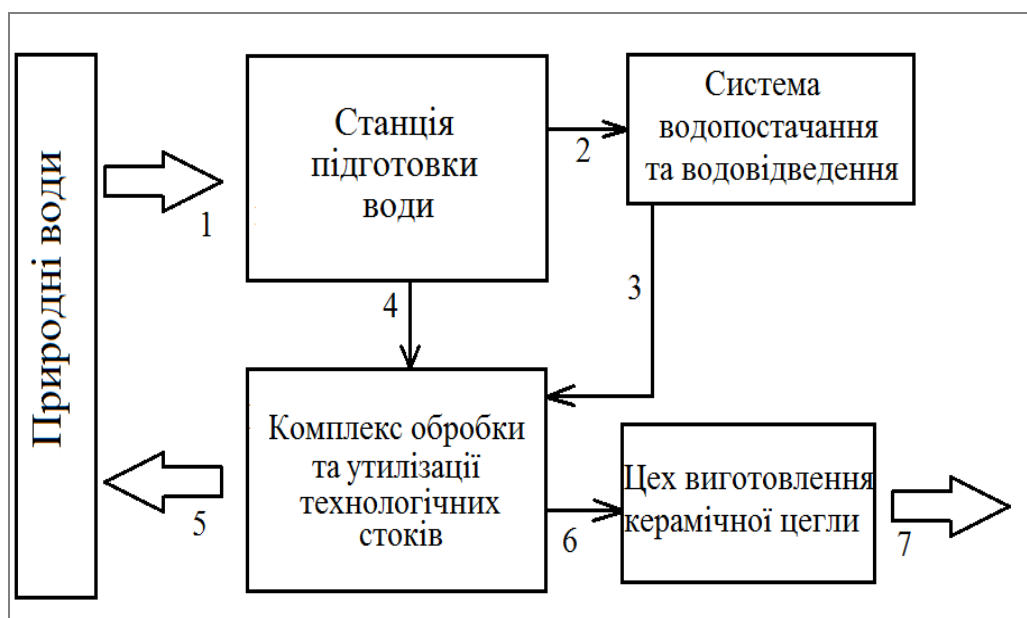 Природні води
1
Станція
підготовки
води
2
Система
водопостачання
та водовідведення
3
4
Комплекс обробки
та утилізації
технологічних
стоків
5
6
Цех виготовлення
керамічної цегли
7